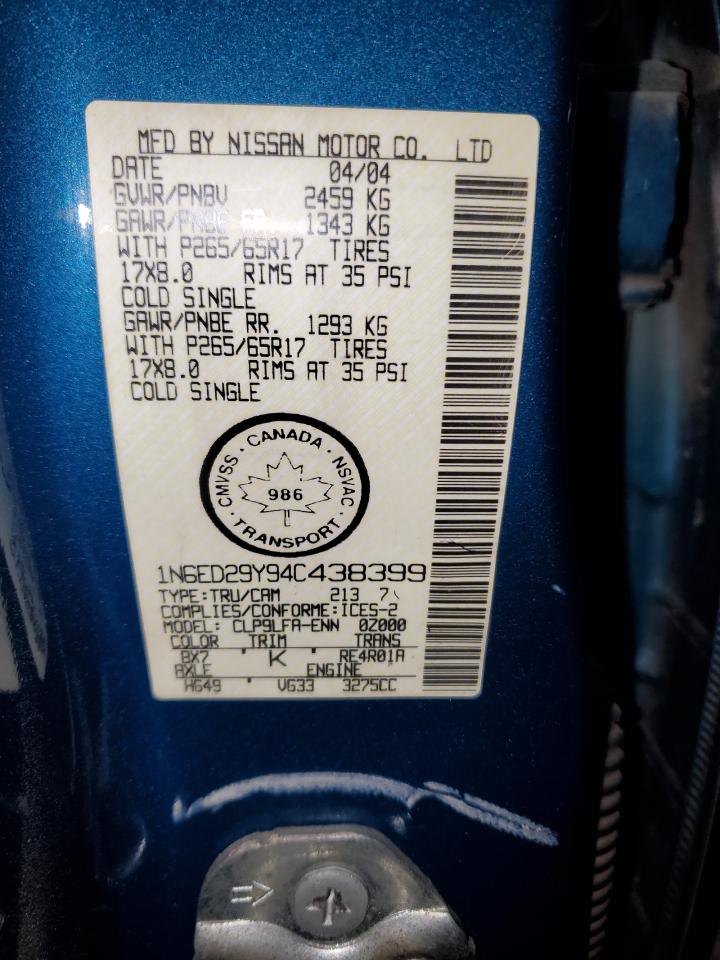 MFD BY NISSAN MOTOR CO. LTD
DATE 04/04
GVWR/PNBV 2459 KG
GAWR/PNBE FR. 1343 KG
WITH P265/65R17 TIRES
17X8.0 RIMS AT 35 PSI
COLD SINGLE
GAWR/PNBE RR. 1293 KG
WITH P265/65R17 TIRES
17X8.0 RIMS AT 35 PSI
COLD SINGLE
CMVSS · CANADA · NSVAC
986
· TRANSPORT ·
1N6ED29Y94C438399
TYPE:TRU/CAM 213 7
COMPLIES/CONFORME:ICES-2
MODEL: CLP9LFA-ENN 0Z000
COLOR TRIM TRANS
BX7 K RE4R01A
AXLE ENGINE
H649 VG33 3275CC